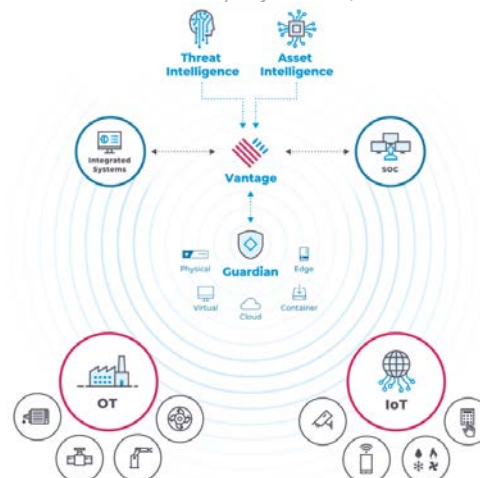 Threat
Intelligence
Asset
Intelligence
Integrated
Systems
Vantage
SOC
Physical
Guardian
Edge
Virtual
Cloud
Container
OT
IoT